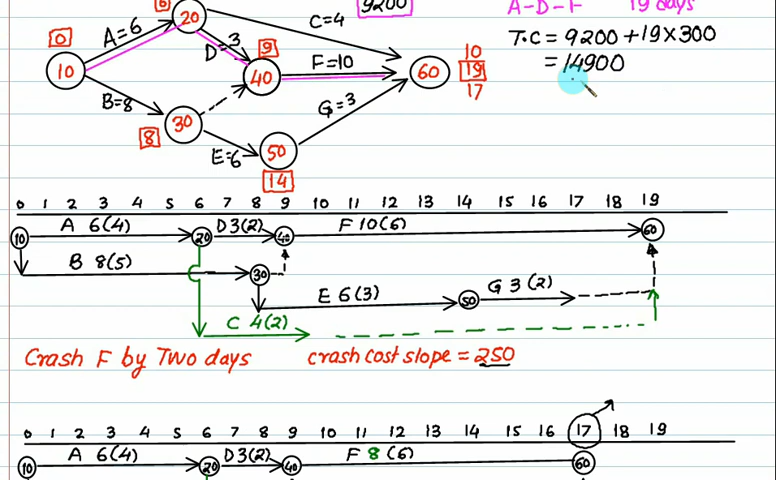 6
20
C=4
9200
A-D-F 19 days
A=6
0
D=3
9
T.C = 9200 + 19 x 300
10
40
F=10
60
10
19
17
= 14900
B=8
30
G=3
8
E=6
50
14
0 1 2 3 4 5 6 7 8 9 10 11 12 13 14 15 16 17 18 19
10 A 6(4) 20 D3(2) 40 F 10(6) 60
B 8(5) 30
E 6(3) 50 G 3(2)
C 4(2)
Crash F by Two days crash cost slope = 250
0 1 2 3 4 5 6 7 8 9 10 11 12 13 14 15 16 17 18 19
10 A 6(4) 20 D3(2) 40 F 8(6) 60